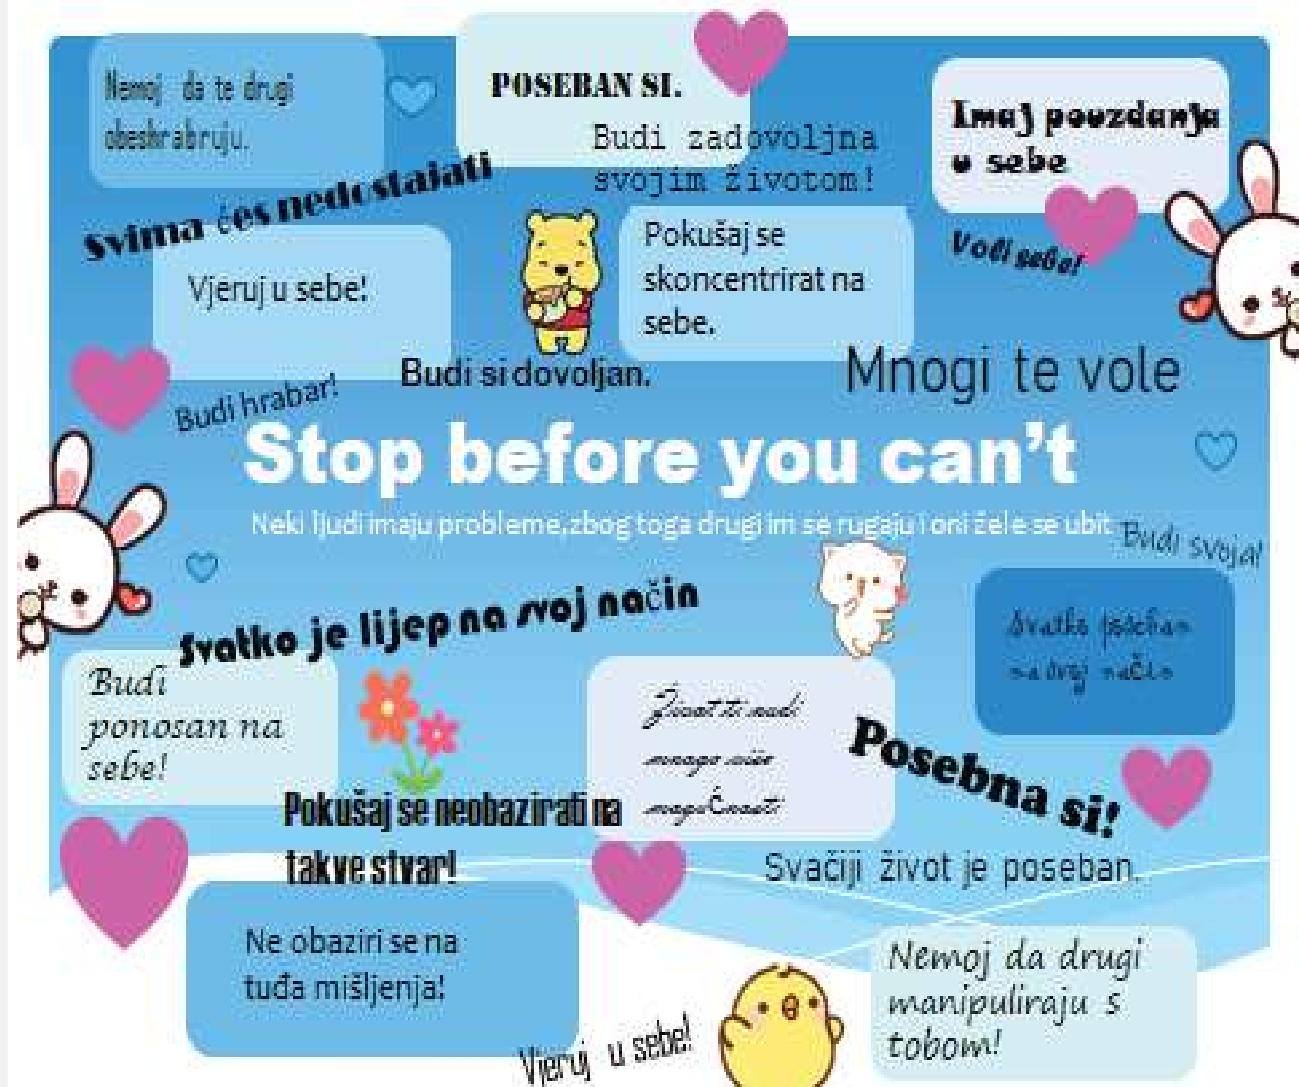 Nemoj da te drugi
obeshrabruju.
POSEBAN SI.
Budi zadovoljna
svojim životom!
Imaj pouzdanja
u sebe
Svima ćes nedostajati
Voli sebe!
Vjeruj u sebe!
Pokušaj se
skoncentrirat na
sebe.
Budi si dovoljan.
Mnogi te vole
Budi hrabar!
Stop before you can't
Neki ljudi imaju probleme,zbog toga drugi im se rugaju i oni žele se ubit
Budi svoja!
Svatko je lijep na svoj način
Svatko poseban
na svoj način
Budi
ponosan na
sebe!
Život ti nudi
mnogo više
mogućnosti
Posebna si!
Pokušaj se neobazirati na
takve stvar!
Svačiji život je poseban.
Ne obaziri se na
tuđa mišljenja!
Nemoj da drugi
manipuliraju s
tobom!
Vjeruj u sebe!